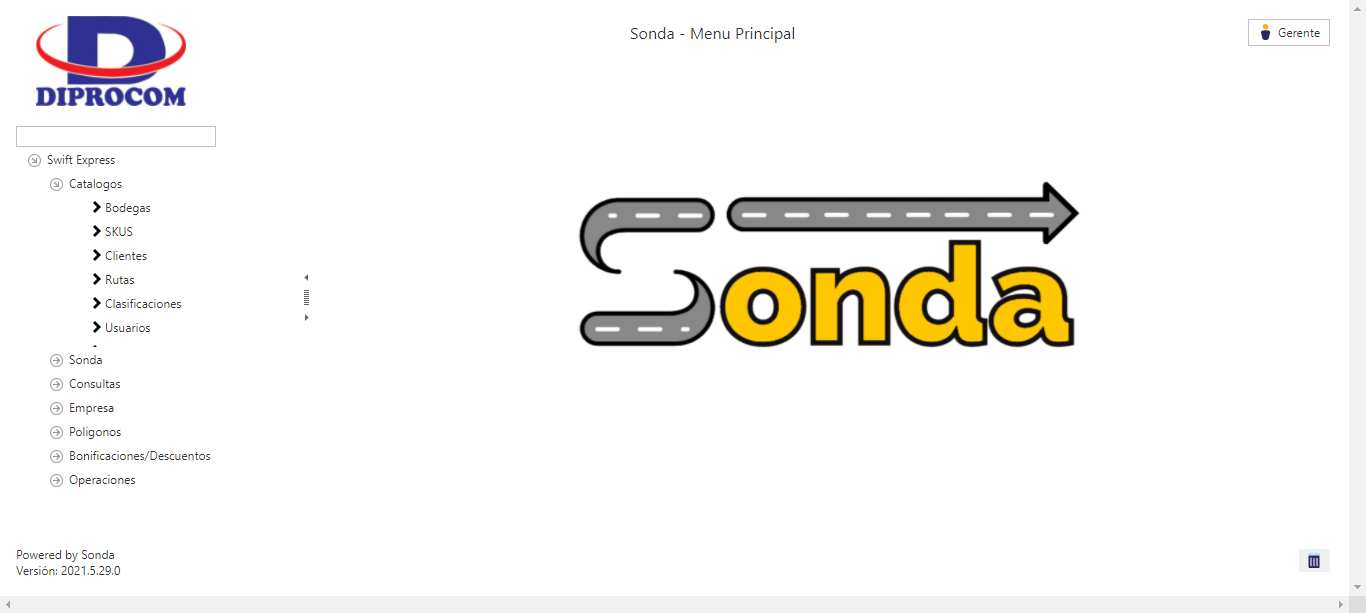 DIPROCOM
Sonda - Menu Principal
Gerente
Swift Express
Catalogos
Bodegas
SKUS
Clientes
Rutas
Clasificaciones
Usuarios
Sonda
Consultas
Empresa
Poligonos
Bonificaciones/Descuentos
Operaciones
Sonda
Powered by Sonda
Versión: 2021.5.29.0